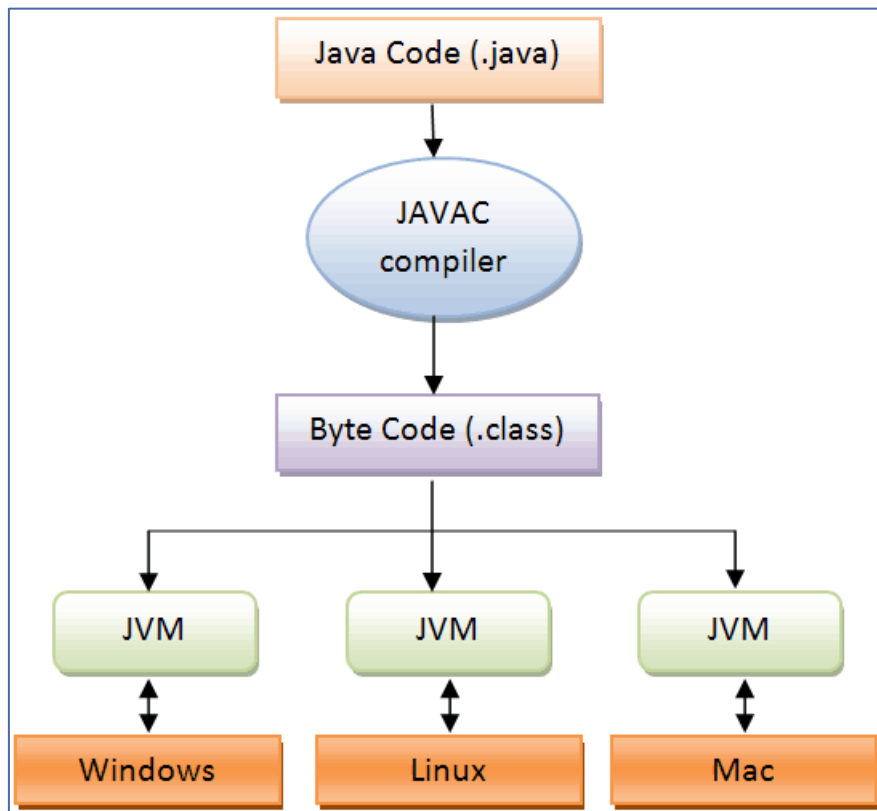 Java Code (.java)
JAVAC
compiler
Byte Code (.class)
JVM
JVM
JVM
Windows
Linux
Mac